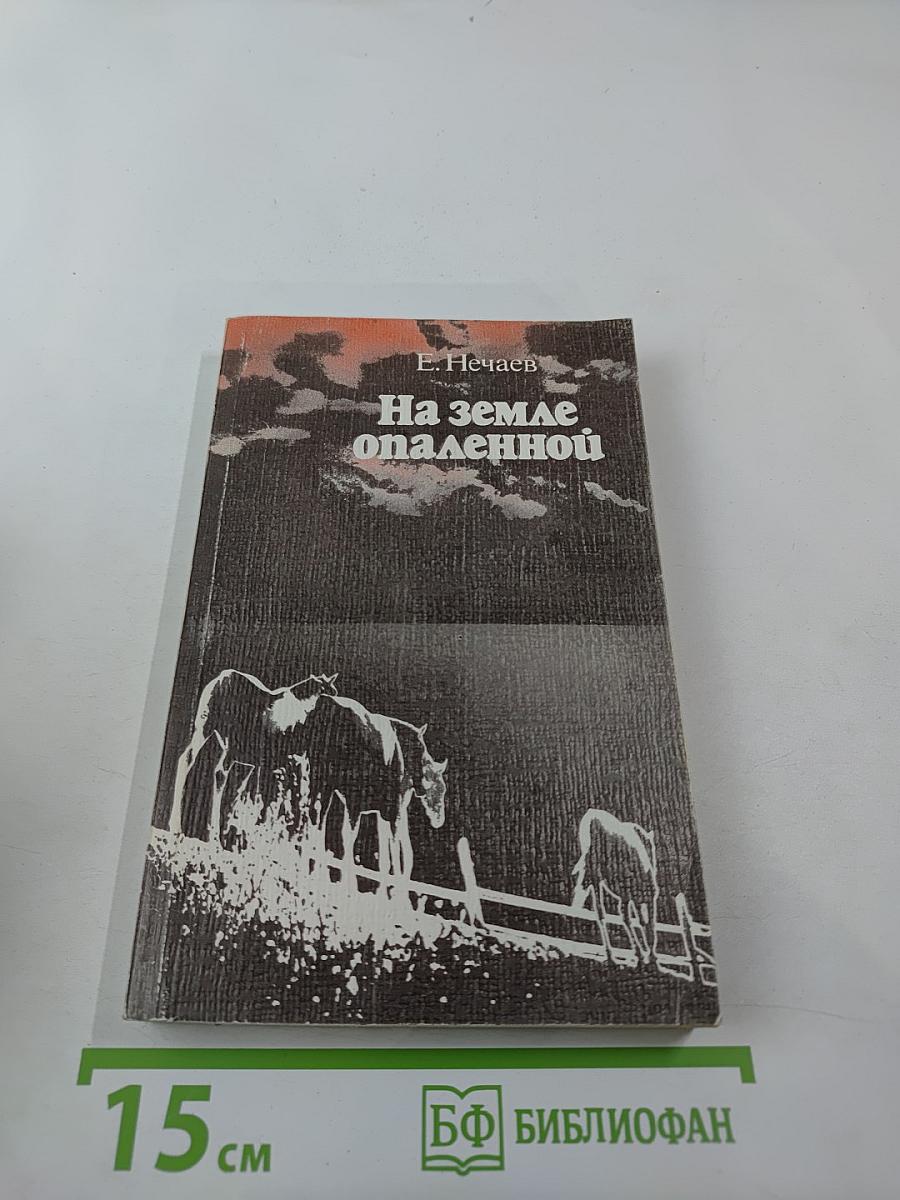 Е. Нечаев
На земле
опаленной
15 см
БФ БИБЛИОФАН